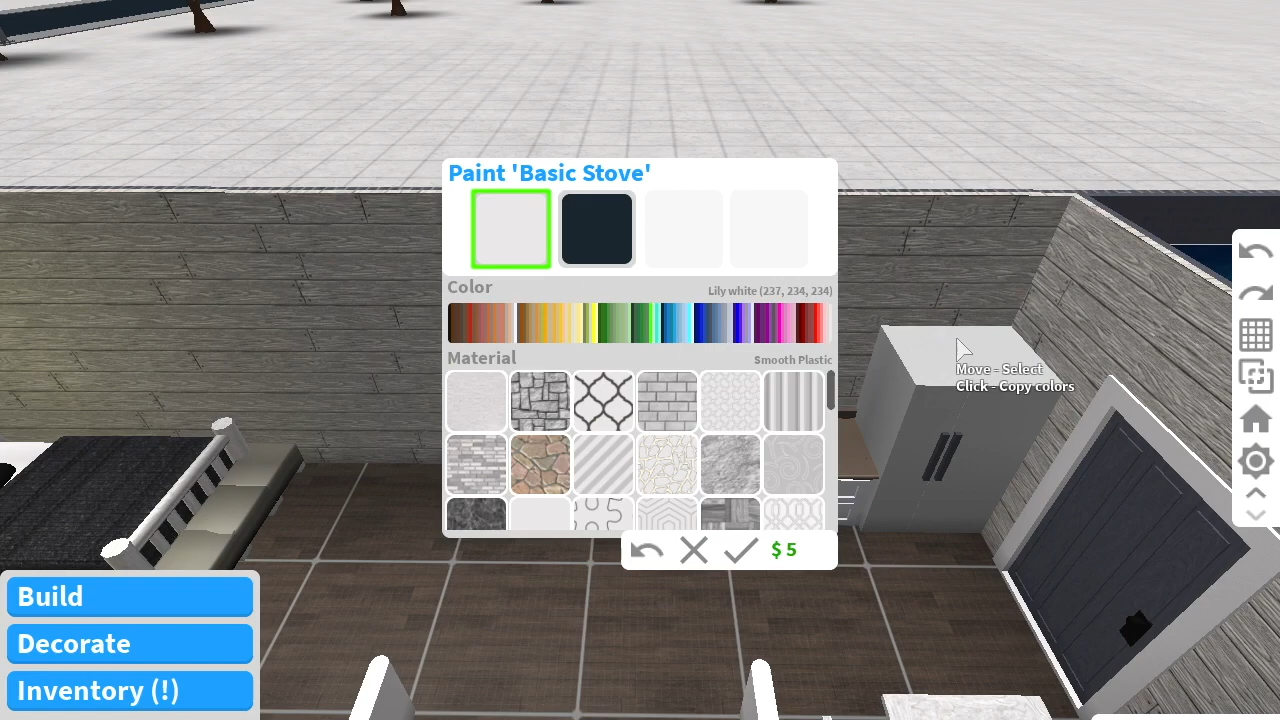 Paint 'Basic Stove'
Color
Lily white (237, 234, 234)
Material
Smooth Plastic
Move - Select
Click - Copy colors
$ 5
Build
Decorate
Inventory (!)